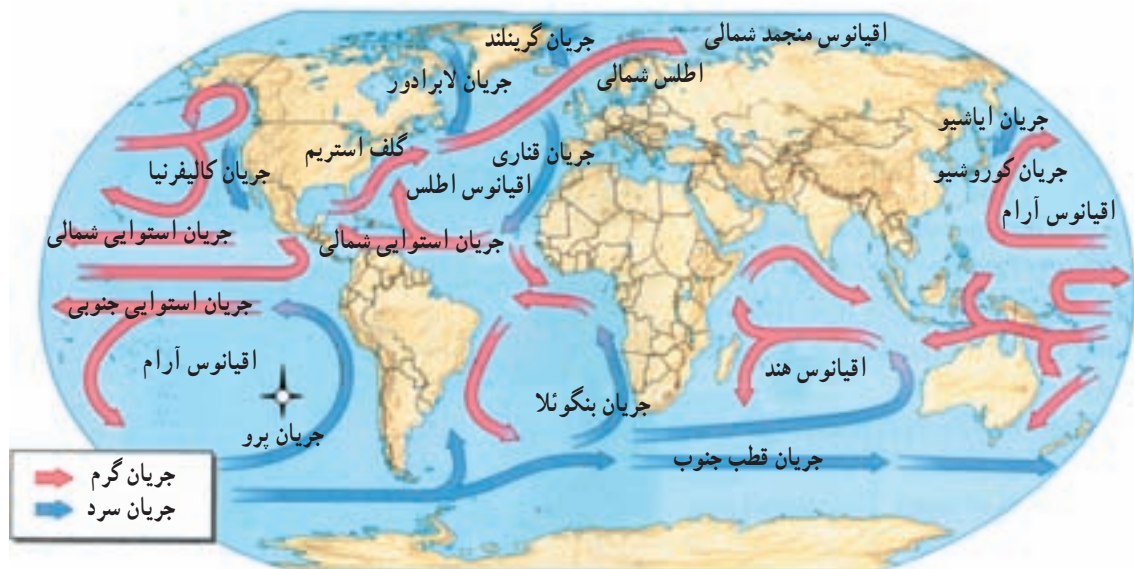 اقیانوس منجمد شمالی
جریان گرینلند
اطلس شمالی
جریان لابرادور
جریان ایاشیو
گلف استریم
جریان قناری
جریان کوروشیو
جریان کالیفرنیا
اقیانوس اطلس
اقیانوس آرام
جریان استوایی شمالی
جریان استوایی شمالی
جریان استوایی جنوبی
اقیانوس آرام
اقیانوس هند
جریان بنگوئلا
جریان پرو
جریان قطب جنوب
جریان گرم
جریان سرد